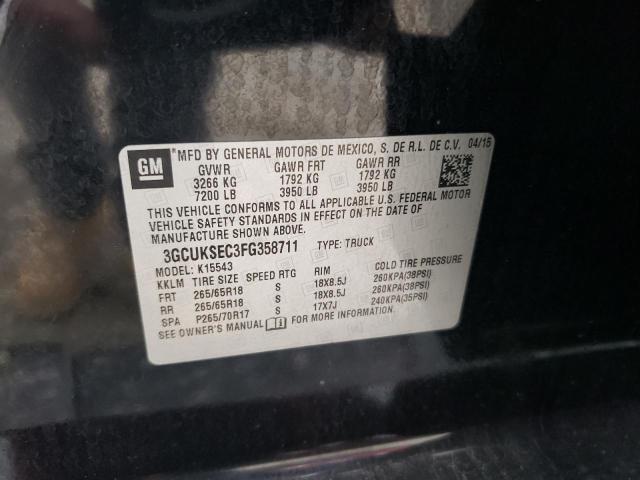 GM
*MFD BY GENERAL MOTORS DE MEXICO, S. DE R.L. DE C.V. 04/15
GVWR GAWR FRT GAWR RR
3266 KG 1792 KG 1792 KG
7200 LB 3950 LB 3950 LB
THIS VEHICLE CONFORMS TO ALL APPLICABLE U.S. FEDERAL MOTOR
VEHICLE SAFETY STANDARDS IN EFFECT ON THE DATE OF
MANUFACTURE SHOWN ABOVE.
3GCUKSEC3FG358711 TYPE: TRUCK
MODEL: K15543
KKLM TIRE SIZE SPEED RTG RIM COLD TIRE PRESSURE
FRT 265/65R18 S 18X8.5J 260KPA(38PSI)
RR 265/65R18 S 18X8.5J 260KPA(38PSI)
SPA P265/70R17 S 17X7J 240KPA(35PSI)
SEE OWNER'S MANUAL FOR MORE INFORMATION.